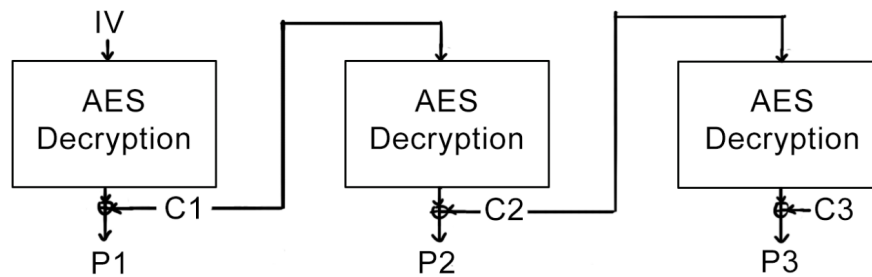 IV
AES
Decryption
AES
Decryption
AES
Decryption
C1
C2
C3
P1
P2
P3